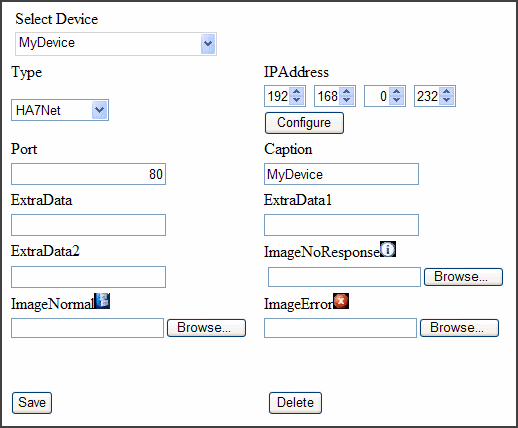 Select Device
MyDevice
Type IPAddress
HA7Net 192 168 0 232
Configure
Port Caption
80 MyDevice
ExtraData ExtraData1
ExtraData2 ImageNoResponse
Browse...
ImageNormal ImageError
Browse... Browse...
Save Delete